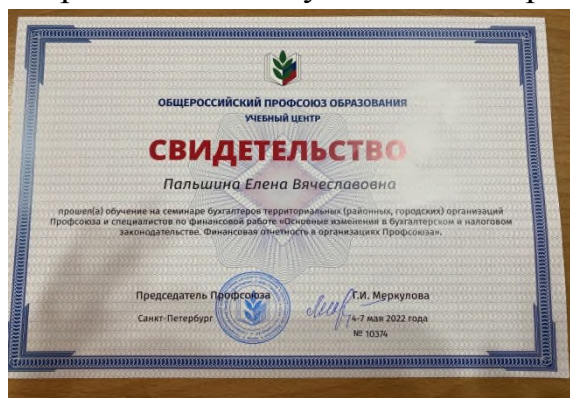 ОБЩЕРОССИЙСКИЙ ПРОФСОЮЗ ОБРАЗОВАНИЯ
УЧЕБНЫЙ ЦЕНТР
СВИДЕТЕЛЬСТВО
Пальшина Елена Вячеславовна
прошел(а) обучение на семинаре бухгалтеров территориальных (районных, городских) организаций
Профсоюза и специалистов по финансовой работе «Основные изменения в бухгалтерском и налоговом
законодательстве. Финансовая отчетность в организациях Профсоюза».
Председатель Профсоюза
Г.И. Меркулова
Санкт-Петербург
4-7 мая 2022 года
№ 10374